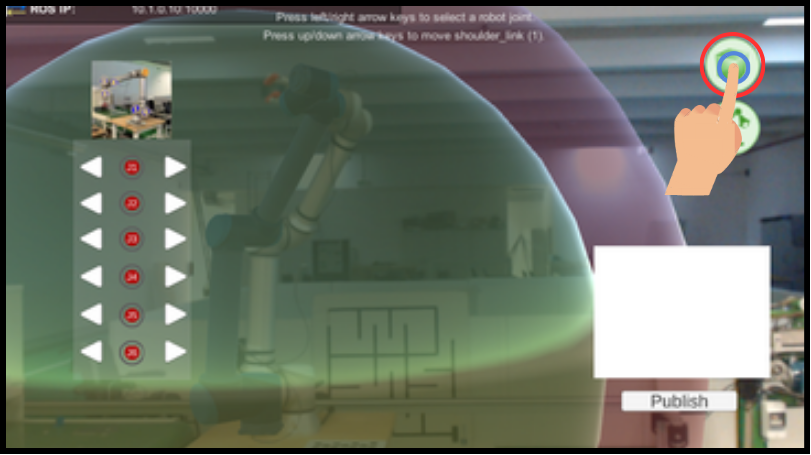 ROS IP: 10.1.0.10:10000
Press left/right arrow keys to select a robot joint.
Press up/down arrow keys to move shoulder_link (1).
J1
J2
J3
J4
J5
J6
Publish